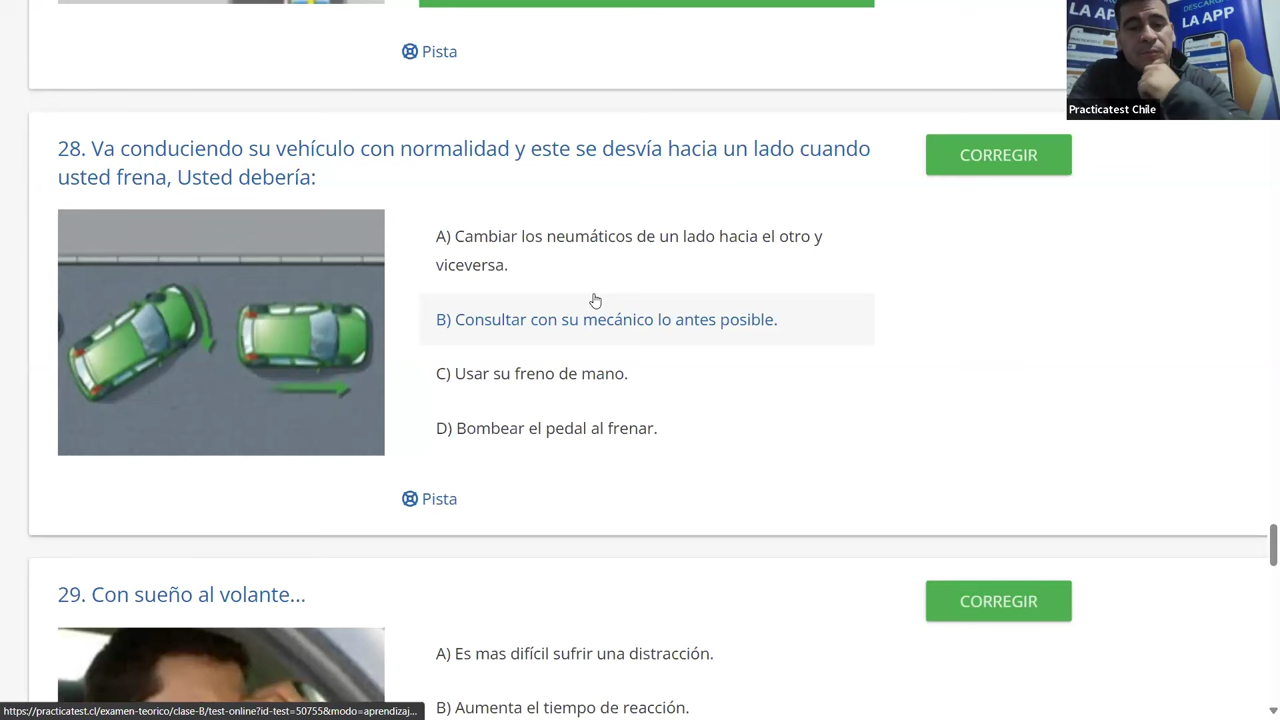 Pista
DESCARGA
LA APP
LA APP
Practicatest Chile
28. Va conduciendo su vehículo con normalidad y este se desvía hacia un lado cuando
usted frena, Usted debería:
CORREGIR
A) Cambiar los neumáticos de un lado hacia el otro y
viceversa.
B) Consultar con su mecánico lo antes posible.
C) Usar su freno de mano.
D) Bombear el pedal al frenar.
Pista
29. Con sueño al volante...
CORREGIR
A) Es mas difícil sufrir una distracción.
B) Aumenta el tiempo de reacción.
https://practicatest.cl/examen-teorico/clase-B/test-online?id-test=50755&modo=aprendizaj...